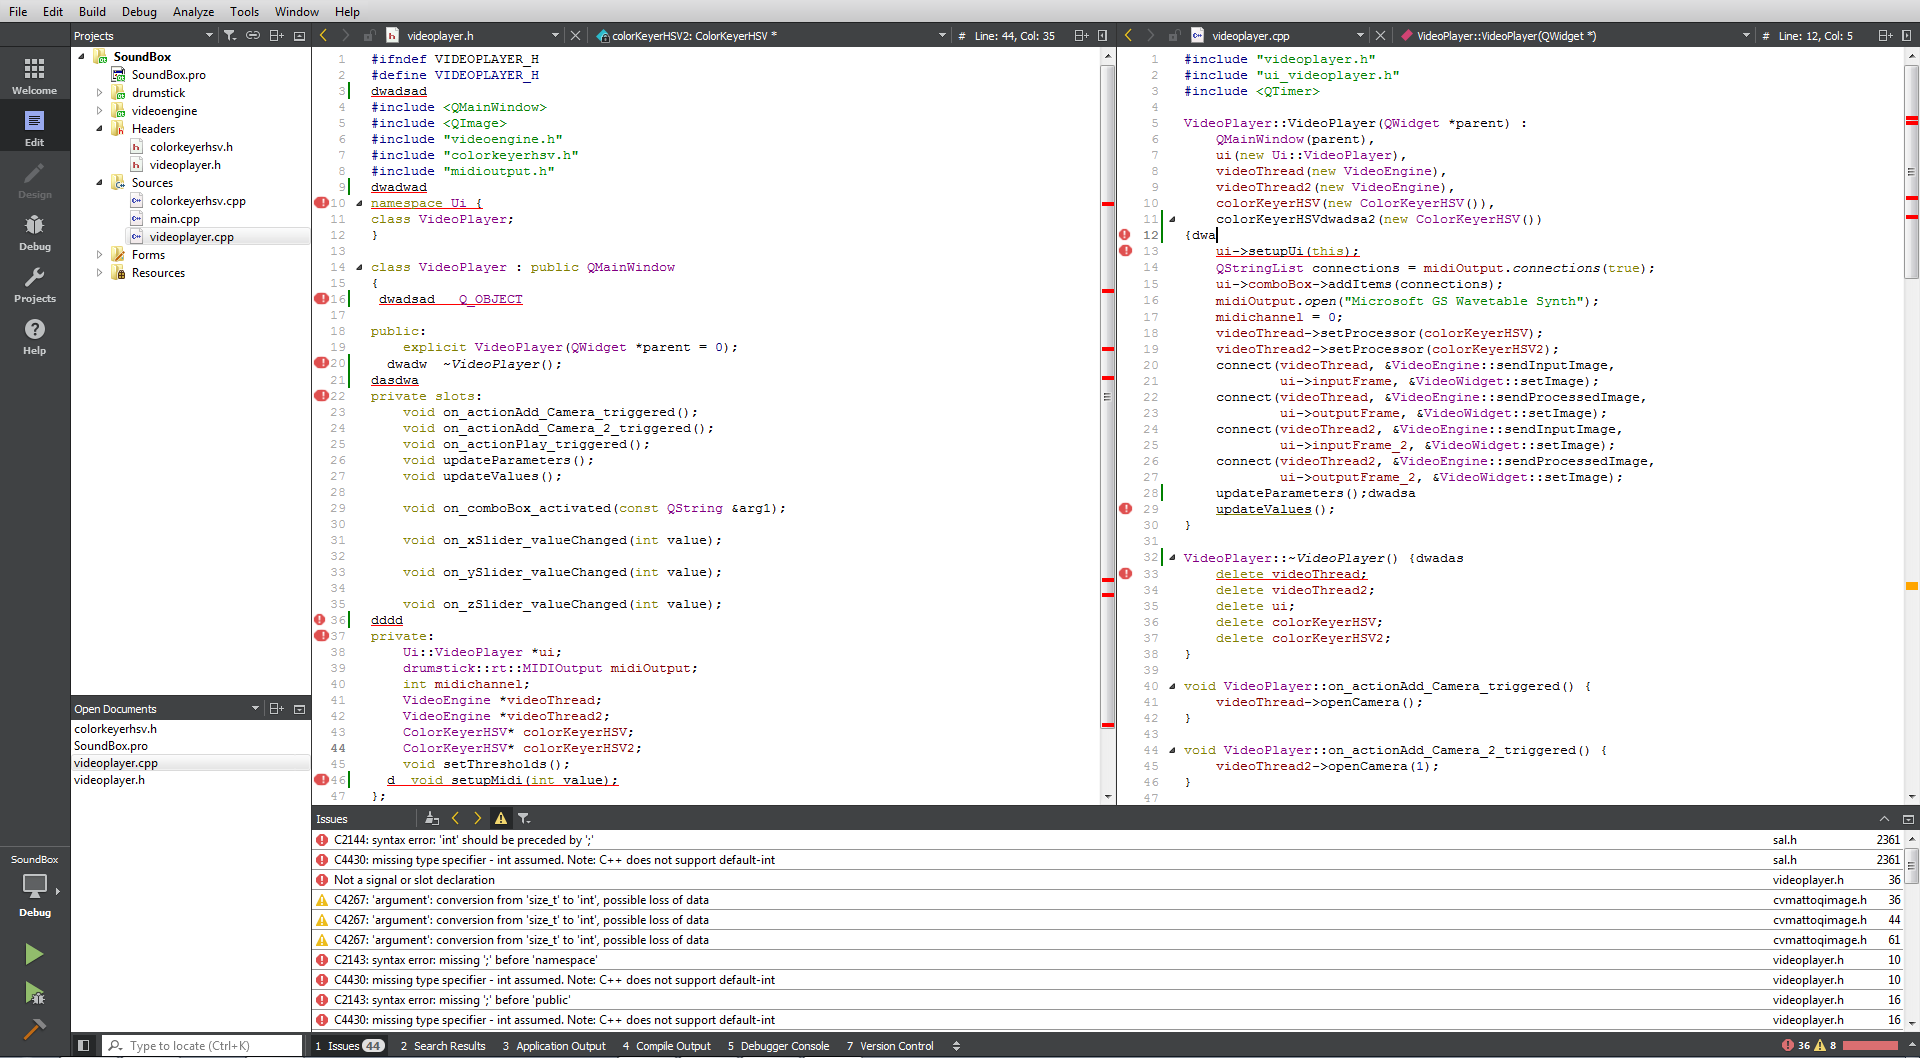 File Edit Build Debug Analyze Tools Window Help
Projects
videoplayer.h
colorKeyerHSV2: ColorKeyerHSV *
# Line: 44, Col: 35
videoplayer.cpp
VideoPlayer::VideoPlayer(QWidget *)
# Line: 12, Col: 5
Welcome
Edit
Design
Debug
Projects
Help
SoundBox
Debug
SoundBox
SoundBox.pro
drumstick
videoengine
Headers
colorkeyerhsv.h
videoplayer.h
Sources
colorkeyerhsv.cpp
main.cpp
videoplayer.cpp
Forms
Resources
Open Documents
colorkeyerhsv.h
SoundBox.pro
videoplayer.cpp
videoplayer.h
1 #ifndef VIDEOPLAYER_H
2 #define VIDEOPLAYER_H
3 dwadsad
4 #include <QMainWindow>
5 #include <QImage>
6 #include "videoengine.h"
7 #include "colorkeyerhsv.h"
8 #include "midioutput.h"
9 dwadwad
10 namespace Ui {
11 class VideoPlayer;
12 }
13
14 class VideoPlayer : public QMainWindow
15 {
16 dwadsad   Q_OBJECT
17
18 public:
19     explicit VideoPlayer(QWidget *parent = 0);
20   dwadw  ~VideoPlayer();
21 dasdwa
22 private slots:
23     void on_actionAdd_Camera_triggered();
24     void on_actionAdd_Camera_2_triggered();
25     void on_actionPlay_triggered();
26     void updateParameters();
27     void updateValues();
28
29     void on_comboBox_activated(const QString &arg1);
30
31     void on_xSlider_valueChanged(int value);
32
33     void on_ySlider_valueChanged(int value);
34
35     void on_zSlider_valueChanged(int value);
36 dddd
37 private:
38     Ui::VideoPlayer *ui;
39     drumstick::rt::MIDIOutput midiOutput;
40     int midichannel;
41     VideoEngine *videoThread;
42     VideoEngine *videoThread2;
43     ColorKeyerHSV* colorKeyerHSV;
44     ColorKeyerHSV* colorKeyerHSV2;
45     void setThresholds();
46   d  void setupMidi(int value);
47 };
1 #include "videoplayer.h"
2 #include "ui_videoplayer.h"
3 #include <QTimer>
4
5 VideoPlayer::VideoPlayer(QWidget *parent) :
6     QMainWindow(parent),
7     ui(new Ui::VideoPlayer),
8     videoThread(new VideoEngine),
9     videoThread2(new VideoEngine),
10     colorKeyerHSV(new ColorKeyerHSV()),
11     colorKeyerHSVdwadsa2(new ColorKeyerHSV())
12 {dwa
13     ui->setupUi(this);
14     QStringList connections = midiOutput.connections(true);
15     ui->comboBox->addItems(connections);
16     midiOutput.open("Microsoft GS Wavetable Synth");
17     midichannel = 0;
18     videoThread->setProcessor(colorKeyerHSV);
19     videoThread2->setProcessor(colorKeyerHSV2);
20     connect(videoThread, &VideoEngine::sendInputImage,
21             ui->inputFrame, &VideoWidget::setImage);
22     connect(videoThread, &VideoEngine::sendProcessedImage,
23             ui->outputFrame, &VideoWidget::setImage);
24     connect(videoThread2, &VideoEngine::sendInputImage,
25             ui->inputFrame_2, &VideoWidget::setImage);
26     connect(videoThread2, &VideoEngine::sendProcessedImage,
27             ui->outputFrame_2, &VideoWidget::setImage);
28     updateParameters();dwadsa
29     updateValues();
30 }
31
32 VideoPlayer::~VideoPlayer() {dwadas
33     delete videoThread;
34     delete videoThread2;
35     delete ui;
36     delete colorKeyerHSV;
37     delete colorKeyerHSV2;
38 }
39
40 void VideoPlayer::on_actionAdd_Camera_triggered() {
41     videoThread->openCamera();
42 }
43
44 void VideoPlayer::on_actionAdd_Camera_2_triggered() {
45     videoThread2->openCamera(1);
46 }
47
Issues
C2144: syntax error: 'int' should be preceded by ';' sal.h 2361
C4430: missing type specifier - int assumed. Note: C++ does not support default-int sal.h 2361
Not a signal or slot declaration videoplayer.h 36
C4267: 'argument': conversion from 'size_t' to 'int', possible loss of data cvmattoqimage.h 36
C4267: 'argument': conversion from 'size_t' to 'int', possible loss of data cvmattoqimage.h 44
C4267: 'argument': conversion from 'size_t' to 'int', possible loss of data cvmattoqimage.h 61
C2143: syntax error: missing ';' before 'namespace' videoplayer.h 10
C4430: missing type specifier - int assumed. Note: C++ does not support default-int videoplayer.h 10
C2143: syntax error: missing ';' before 'public' videoplayer.h 16
C4430: missing type specifier - int assumed. Note: C++ does not support default-int videoplayer.h 16
Type to locate (Ctrl+K)
1 Issues 44 2 Search Results 3 Application Output 4 Compile Output 5 Debugger Console 7 Version Control
36 8